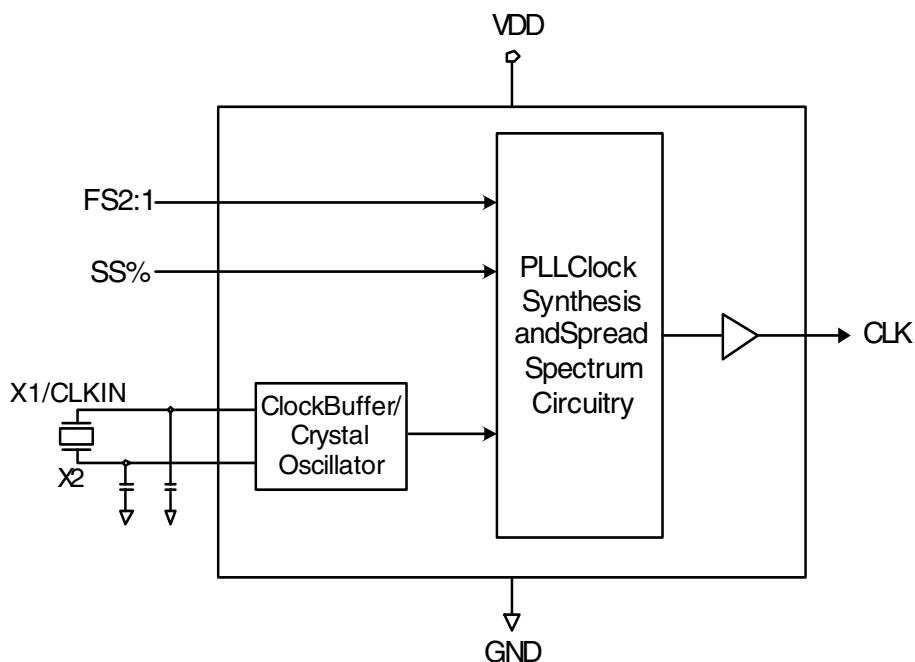 VDD
FS2:1
SS%
PLLClock
Synthesis
andSpread
Spectrum
Circuitry
CLK
X1/CLKIN
X2
ClockBuffer/
Crystal
Oscillator
GND